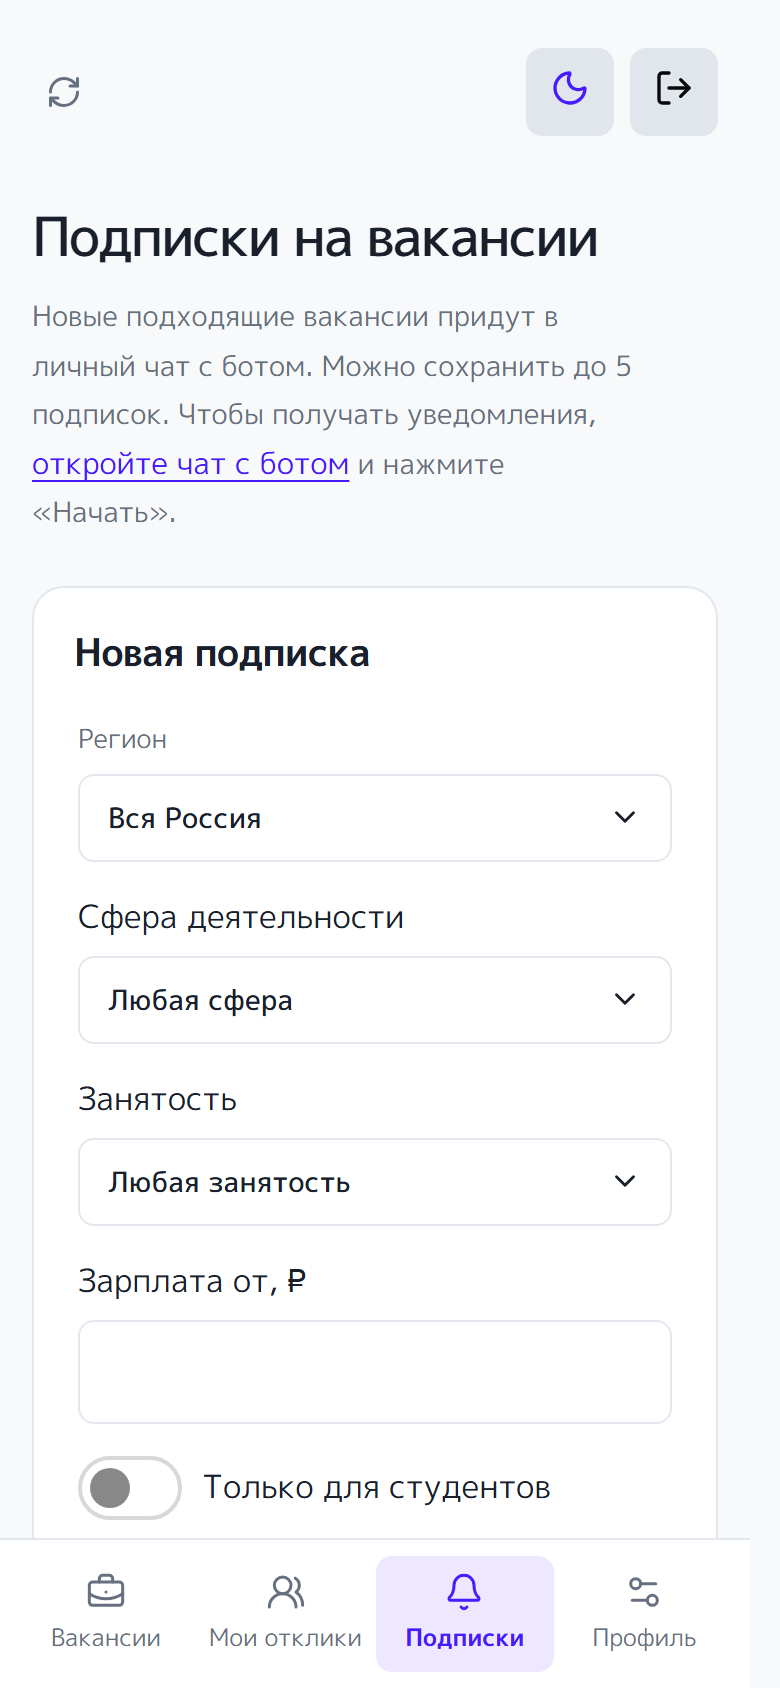 Подписки на вакансии
Новые подходящие вакансии придут в
личный чат с ботом. Можно сохранить до 5
подписок. Чтобы получать уведомления,
откройте чат с ботом и нажмите
«Начать».
Новая подписка
Регион
Вся Россия
Сфера деятельности
Любая сфера
Занятость
Любая занятость
Зарплата от, ₽
Только для студентов
Вакансии
Мои отклики
Подписки
Профиль